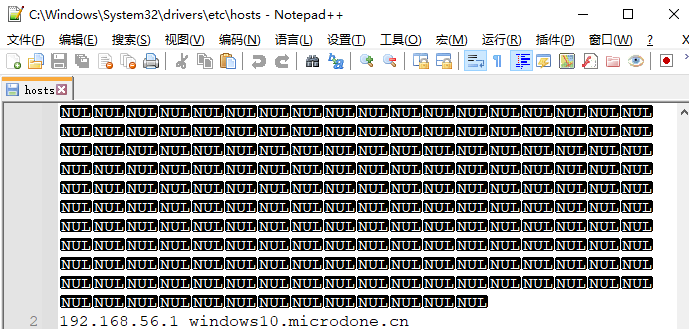 C:\Windows\System32\drivers\etc\hosts - Notepad++
文件(F) 编辑(E) 搜索(S) 视图(V) 编码(N) 语言(L) 设置(T) 工具(O) 宏(M) 运行(R) 插件(P) 窗口(W) ? X
hosts
NUL NUL NUL NUL NUL NUL NUL NUL NUL NUL NUL NUL NUL NUL NUL NUL NUL NUL
NUL NUL NUL NUL NUL NUL NUL NUL NUL NUL NUL NUL NUL NUL NUL NUL NUL NUL
NUL NUL NUL NUL NUL NUL NUL NUL NUL NUL NUL NUL NUL NUL NUL NUL NUL NUL
NUL NUL NUL NUL NUL NUL NUL NUL NUL NUL NUL NUL NUL NUL NUL NUL NUL NUL
NUL NUL NUL NUL NUL NUL NUL NUL NUL NUL NUL NUL NUL NUL NUL NUL NUL NUL
NUL NUL NUL NUL NUL NUL NUL NUL NUL NUL NUL NUL NUL NUL NUL NUL NUL NUL
NUL NUL NUL NUL NUL NUL NUL NUL NUL NUL NUL NUL NUL NUL NUL NUL NUL NUL
NUL NUL NUL NUL NUL NUL NUL NUL NUL NUL NUL NUL NUL NUL NUL NUL NUL NUL
NUL NUL NUL NUL NUL NUL NUL NUL NUL NUL NUL NUL NUL NUL NUL NUL NUL NUL
NUL NUL NUL NUL NUL NUL NUL NUL NUL NUL NUL NUL NUL NUL NUL NUL NUL NUL
NUL NUL NUL NUL NUL NUL NUL NUL NUL NUL NUL NUL NUL
2 192.168.56.1 windows10.microdone.cn